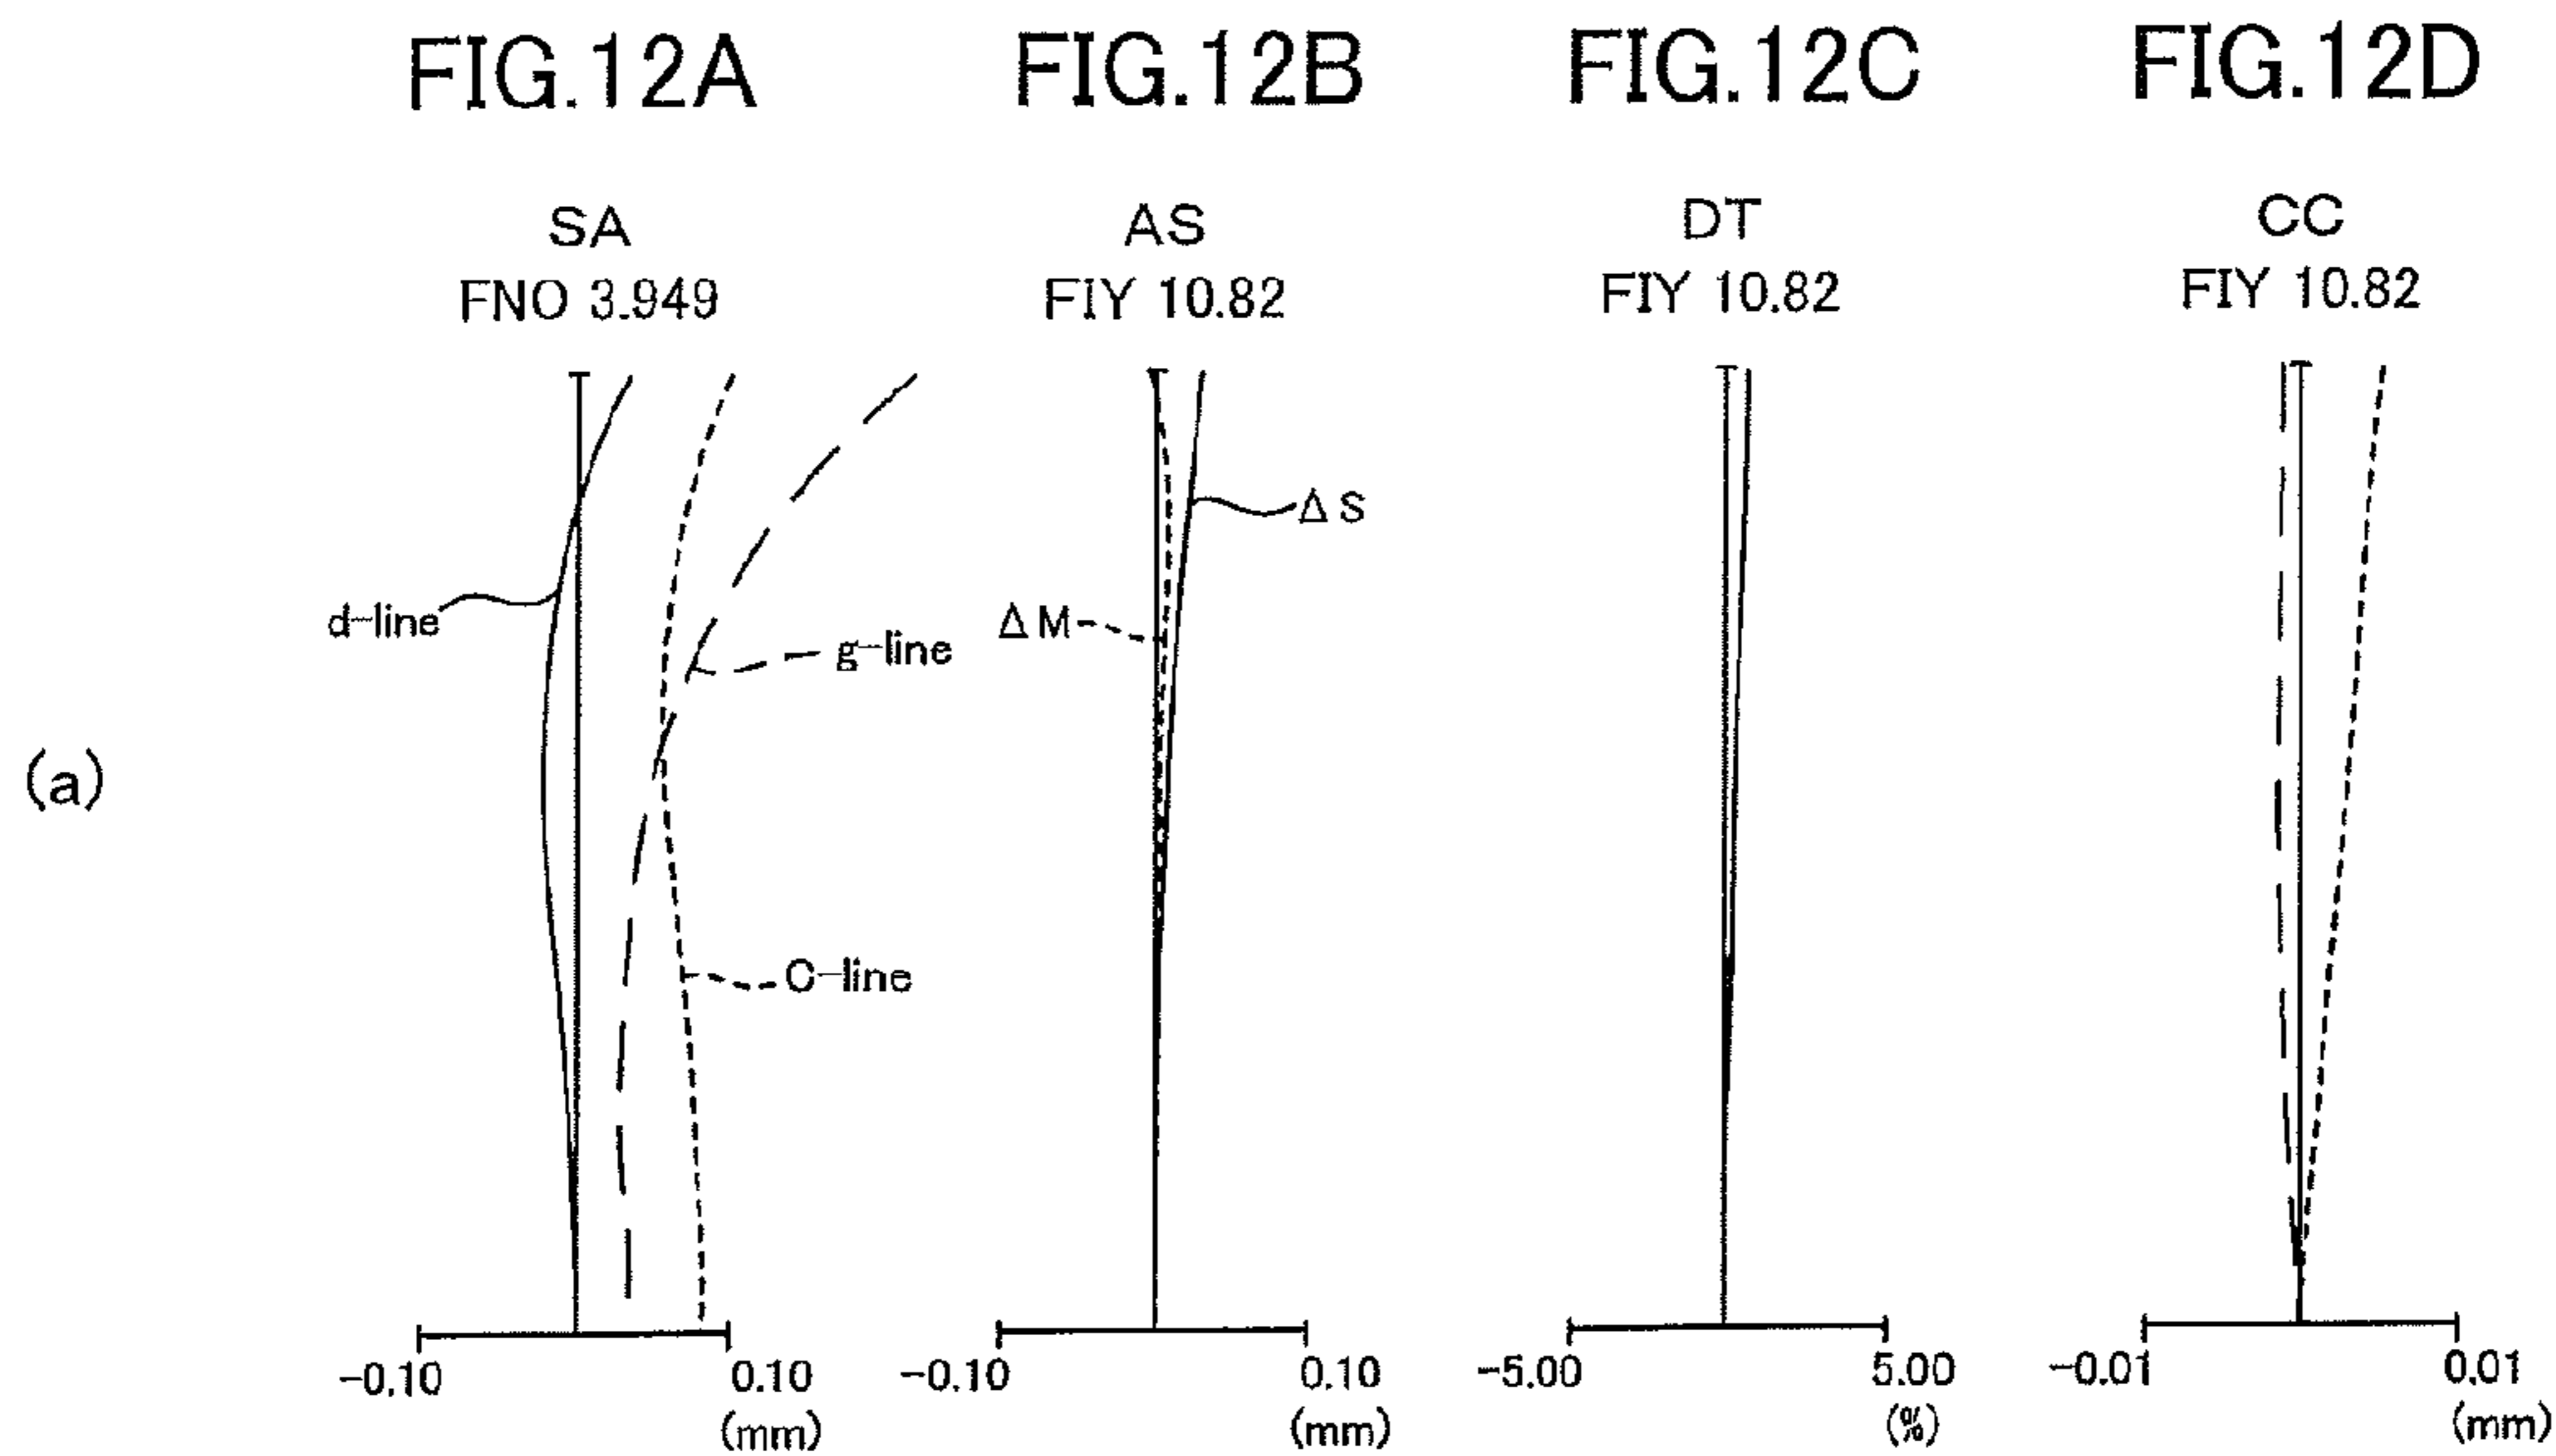 FIG.12A FIG.12B FIG.12C FIG.12D
SA AS DT CC
FNO 3.949 FIY 10.82 FIY 10.82 FIY 10.82
ΔS
d-line ΔM g-line
(a)
C-line
-0.10 0.10 -0.10 0.10 -5.00 5.00 -0.01 0.01
(mm) (mm) (%) (mm)